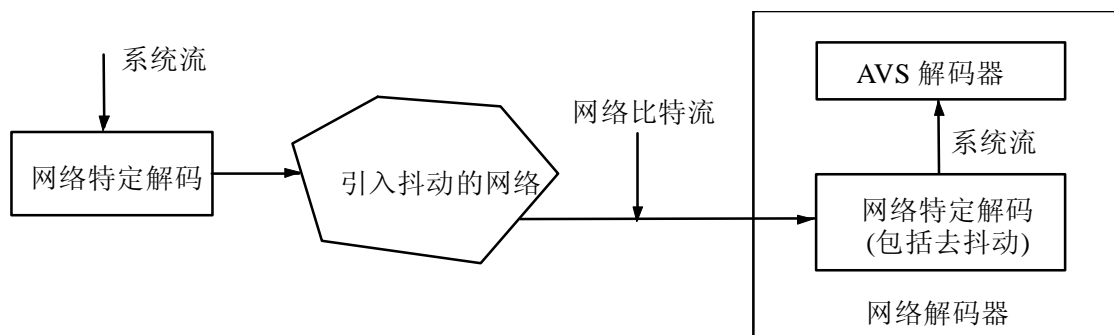 系统流
网络特定解码
引入抖动的网络
网络比特流
AVS 解码器
系统流
网络特定解码
(包括去抖动)
网络解码器